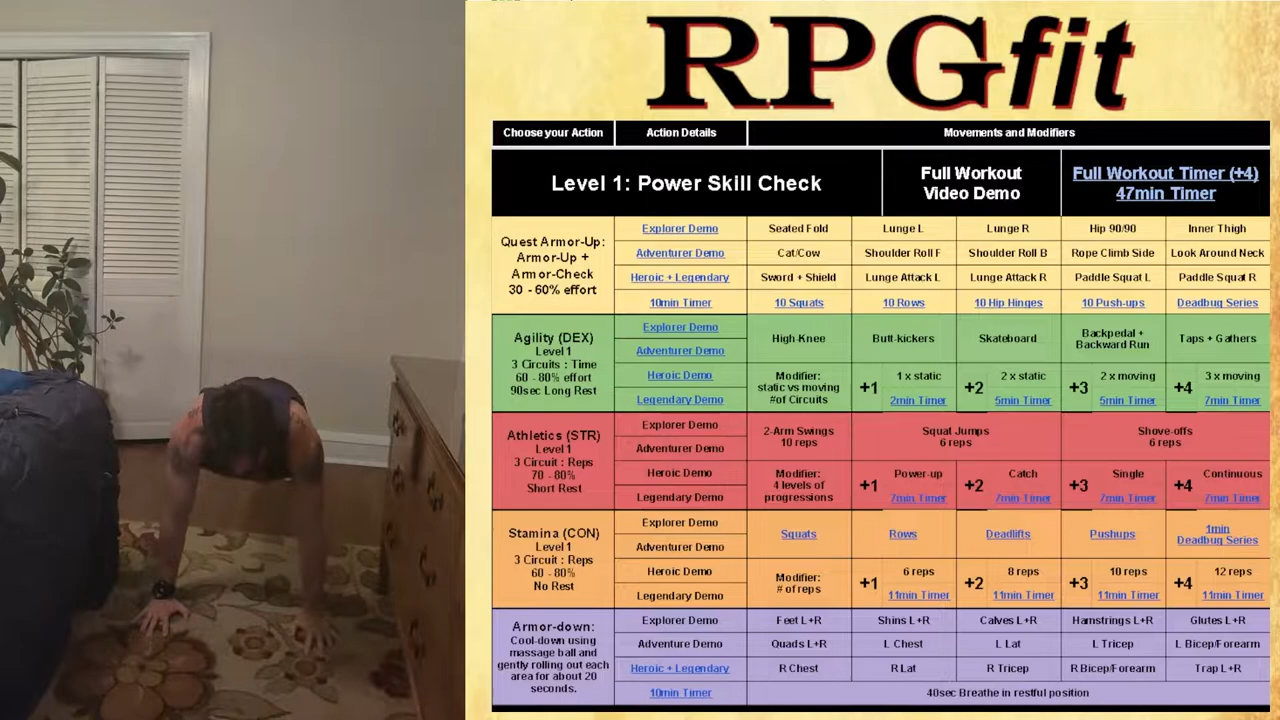 RPGfit
Choose your Action
Action Details
Movements and Modifiers
Level 1: Power Skill Check
Full Workout
Video Demo
Full Workout Timer (+4)
47min Timer
Quest Armor-Up:
Armor-Up +
Armor-Check
30 - 60% effort
Explorer Demo
Seated Fold
Lunge L
Lunge R
Hip 90/90
Inner Thigh
Adventurer Demo
Cat/Cow
Shoulder Roll F
Shoulder Roll B
Rope Climb Side
Look Around Neck
Heroic + Legendary
Sword + Shield
Lunge Attack L
Lunge Attack R
Paddle Squat L
Paddle Squat R
10min Timer
10 Squats
10 Rows
10 Hip Hinges
10 Push-ups
Deadbug Series
Agility (DEX)
Level 1
3 Circuits : Time
60 - 80% effort
90sec Long Rest
Explorer Demo
Adventurer Demo
High-Knee
Butt-kickers
Skateboard
Backpedal +
Backward Run
Taps + Gathers
Heroic Demo
Legendary Demo
Modifier:
static vs moving
#of Circuits
+1
1 x static
2min Timer
+2
2 x static
5min Timer
+3
2 x moving
5min Timer
+4
3 x moving
7min Timer
Athletics (STR)
Level 1
3 Circuit : Reps
70 - 80%
Short Rest
Explorer Demo
Adventurer Demo
2-Arm Swings
10 reps
Squat Jumps
6 reps
Shove-offs
6 reps
Heroic Demo
Legendary Demo
Modifier:
4 levels of
progressions
+1
Power-up
7min Timer
+2
Catch
7min Timer
+3
Single
7min Timer
+4
Continuous
7min Timer
Stamina (CON)
Level 1
3 Circuit : Reps
60 - 80%
No Rest
Explorer Demo
Adventurer Demo
Squats
Rows
Deadlifts
Pushups
1min
Deadbug Series
Heroic Demo
Legendary Demo
Modifier:
# of reps
+1
6 reps
11min Timer
+2
8 reps
11min Timer
+3
10 reps
11min Timer
+4
12 reps
11min Timer
Armor-down:
Cool-down using
massage ball and
gently rolling out each
area for about 20
seconds.
Explorer Demo
Feet L+R
Shins L+R
Calves L+R
Hamstrings L+R
Glutes L+R
Adventure Demo
Quads L+R
L Chest
L Lat
L Tricep
L Bicep/Forearm
Heroic + Legendary
R Chest
R Lat
R Tricep
R Bicep/Forearm
Trap L+R
10min Timer
40sec Breathe in restful position